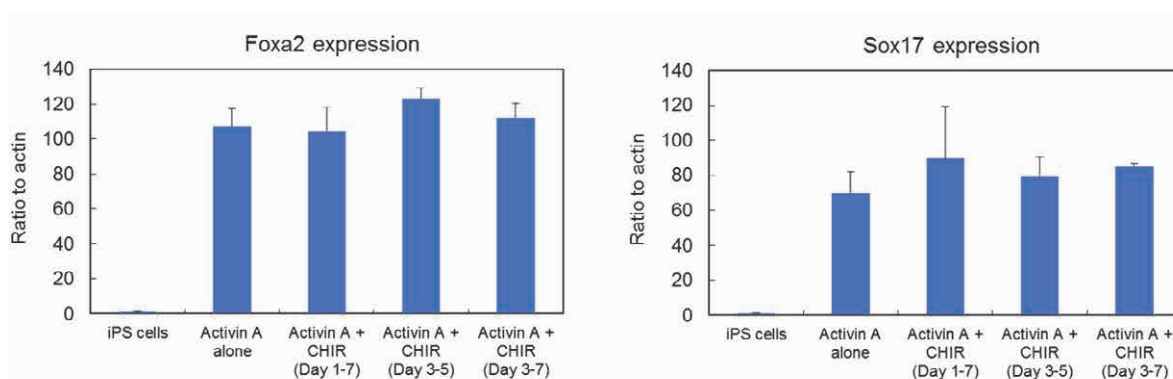 Foxa2 expression
Ratio to actin
140
120
100
80
60
40
20
0
iPS cells
Activin A
alone
Activin A +
CHIR
(Day 1-7)
Activin A +
CHIR
(Day 3-5)
Activin A +
CHIR
(Day 3-7)
Sox17 expression
Ratio to actin
140
120
100
80
60
40
20
0
iPS cells
Activin A
alone
Activin A +
CHIR
(Day 1-7)
Activin A +
CHIR
(Day 3-5)
Activin A +
CHIR
(Day 3-7)